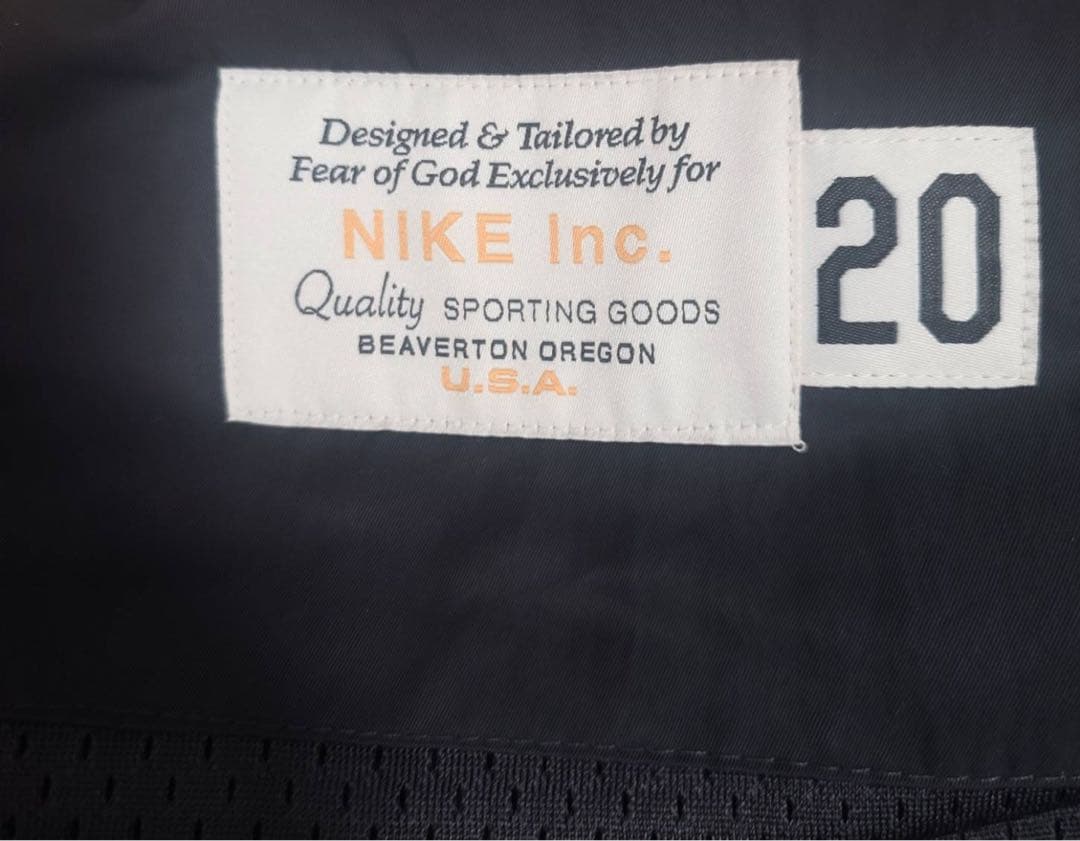 Designed & Tailored by
Fear of God Exclusively for
NIKE Inc.
Quality SPORTING GOODS
BEAVERTON OREGON
U.S.A.
20